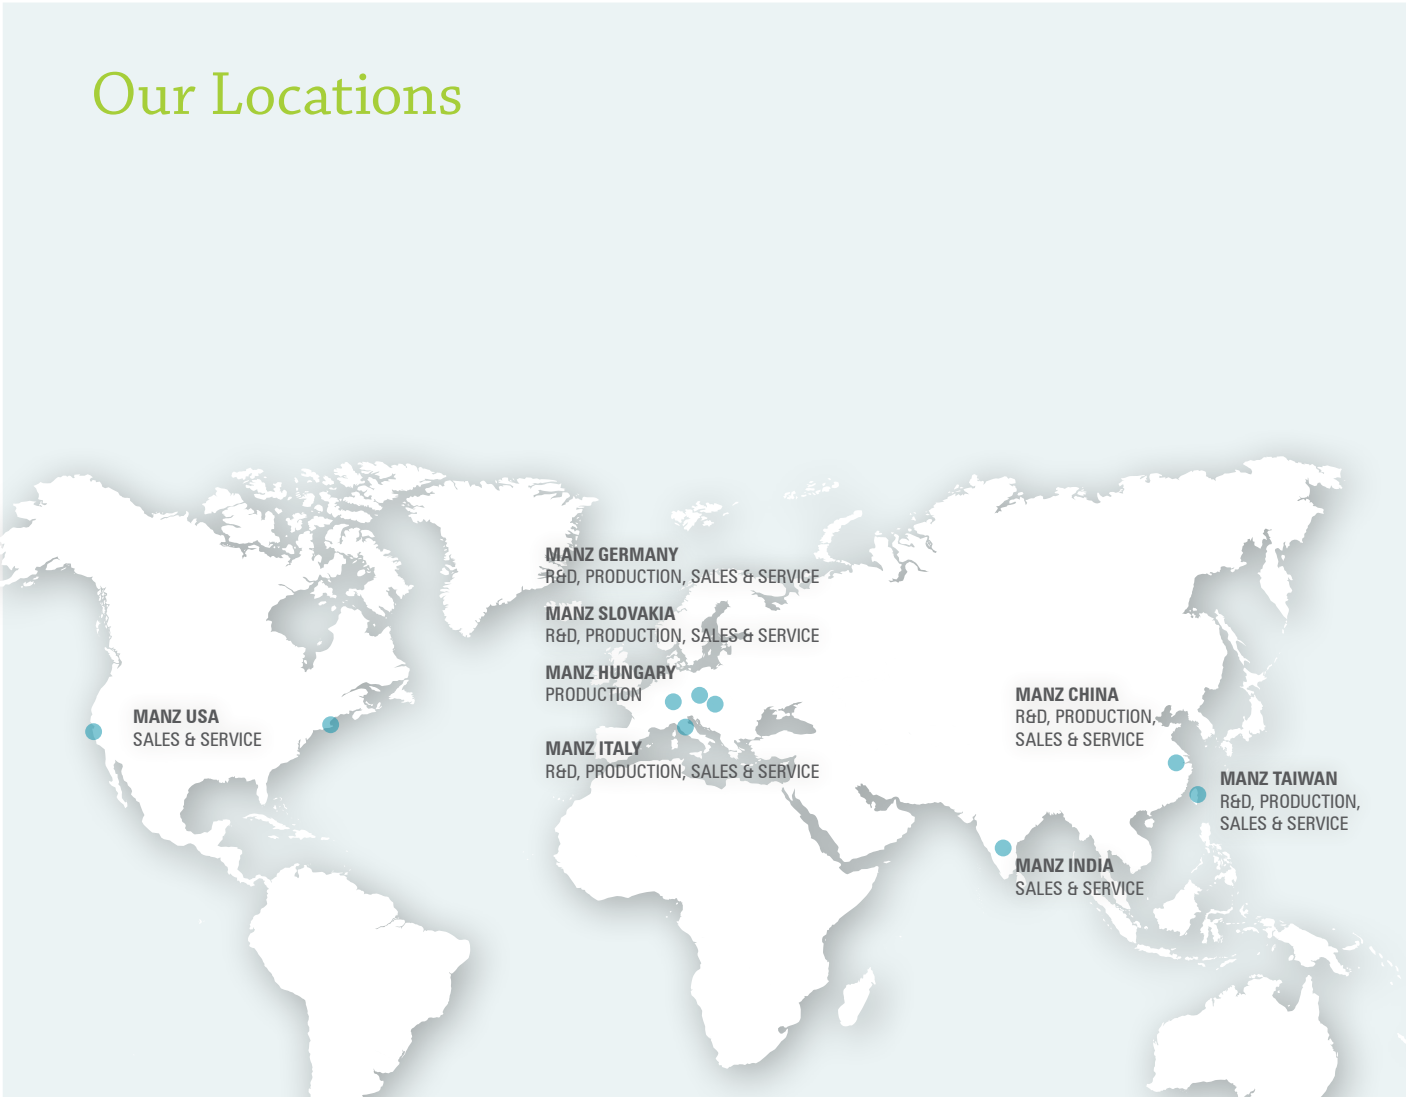 Our Locations
MANZ GERMANY
R&D, PRODUCTION, SALES & SERVICE
MANZ SLOVAKIA
R&D, PRODUCTION, SALES & SERVICE
MANZ HUNGARY
PRODUCTION
MANZ ITALY
R&D, PRODUCTION, SALES & SERVICE
MANZ USA
SALES & SERVICE
MANZ CHINA
R&D, PRODUCTION,
SALES & SERVICE
MANZ TAIWAN
R&D, PRODUCTION,
SALES & SERVICE
MANZ INDIA
SALES & SERVICE